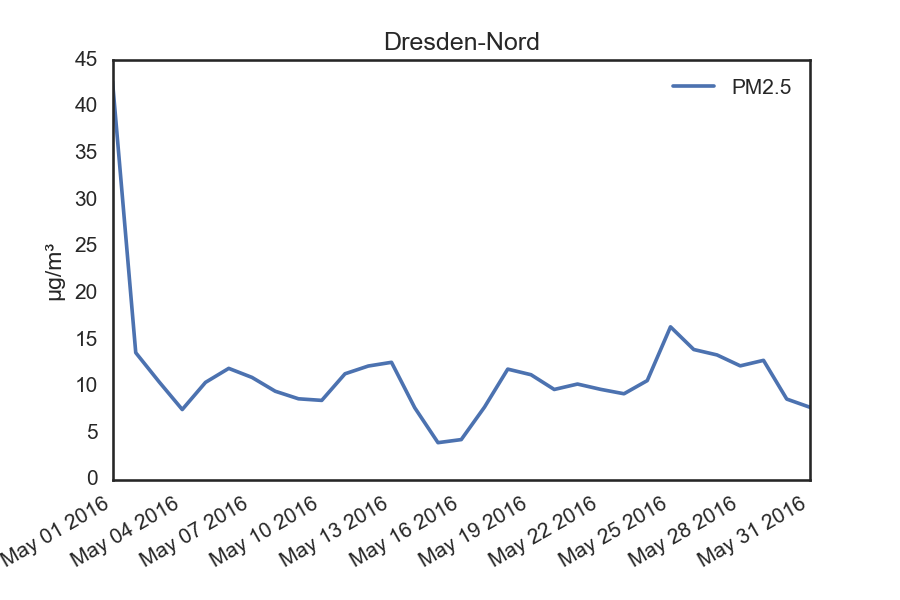 Dresden-Nord
PM2.5
µg/m³
45
40
35
30
25
20
15
10
5
0
May 01 2016
May 04 2016
May 07 2016
May 10 2016
May 13 2016
May 16 2016
May 19 2016
May 22 2016
May 25 2016
May 28 2016
May 31 2016